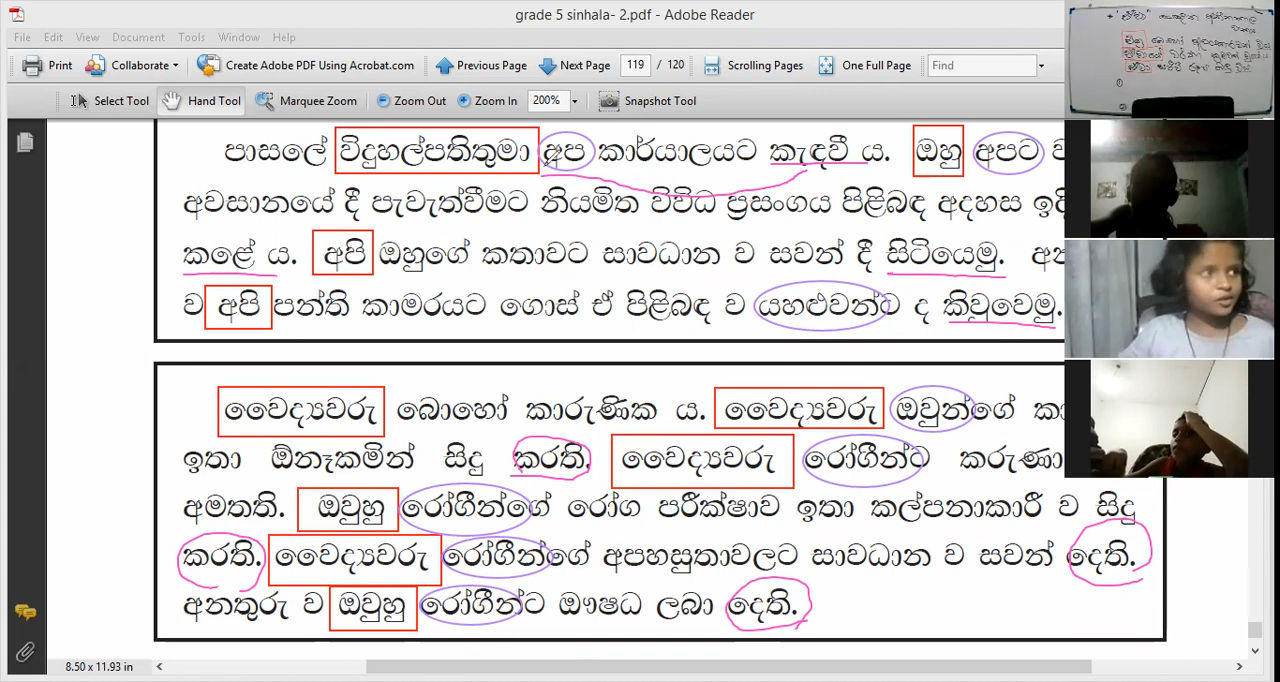 grade 5 sinhala- 2.pdf - Adobe Reader
File Edit View Document Tools Window Help
Print Collaborate Create Adobe PDF Using Acrobat.com Previous Page Next Page 119 / 120 Scrolling Pages One Full Page Find
Select Tool Hand Tool Marquee Zoom Zoom Out Zoom In 200% Snapshot Tool
පාසලේ විදුහල්පතිතුමා අප කාර්යාලයට කැඳවී ය. ඔහු අපට
අවසානයේ දී පැවැත්වීමට නියමිත විවිධ ප්‍රසංගය පිළිබඳ අදහස
කළේ ය. අපි ඔහුගේ කතාවට සාවධාන ව සවන් දී සිටියෙමු.
ව අපි පන්ති කාමරයට ගොස් ඒ පිළිබඳ ව යහළුවන්ට ද කිවුවෙමු.
වෛද්‍යවරු බොහෝ කාරුණික ය. වෛද්‍යවරු ඔවුන්ගේ
ඉතා ඕනෑකමින් සිදු කරති. වෛද්‍යවරු රෝගීන්ට කරුණා
අමතති. ඔවුහු රෝගීන්ගේ රෝග පරීක්ෂාව ඉතා කල්පනාකාරී ව සිදු
කරති. වෛද්‍යවරු රෝගීන්ගේ අපහසුතාවලට සාවධාන ව සවන් දෙති.
අනතුරු ව ඔවුහු රෝගීන්ට ඖෂධ ලබා දෙති.
8.50 x 11.93 in